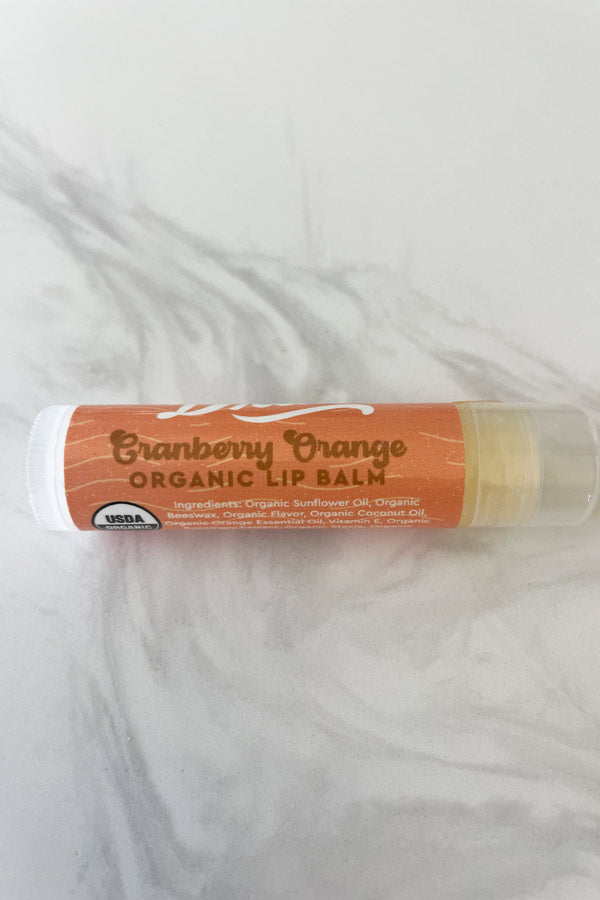 Cranberry Orange
ORGANIC LIP BALM
USDA
ORGANIC
Ingredients: Organic Sunflower Oil, Organic
Beeswax, Organic Flavor, Organic Coconut Oil,
Organic Orange Essential Oil, Vitamin E, Organic